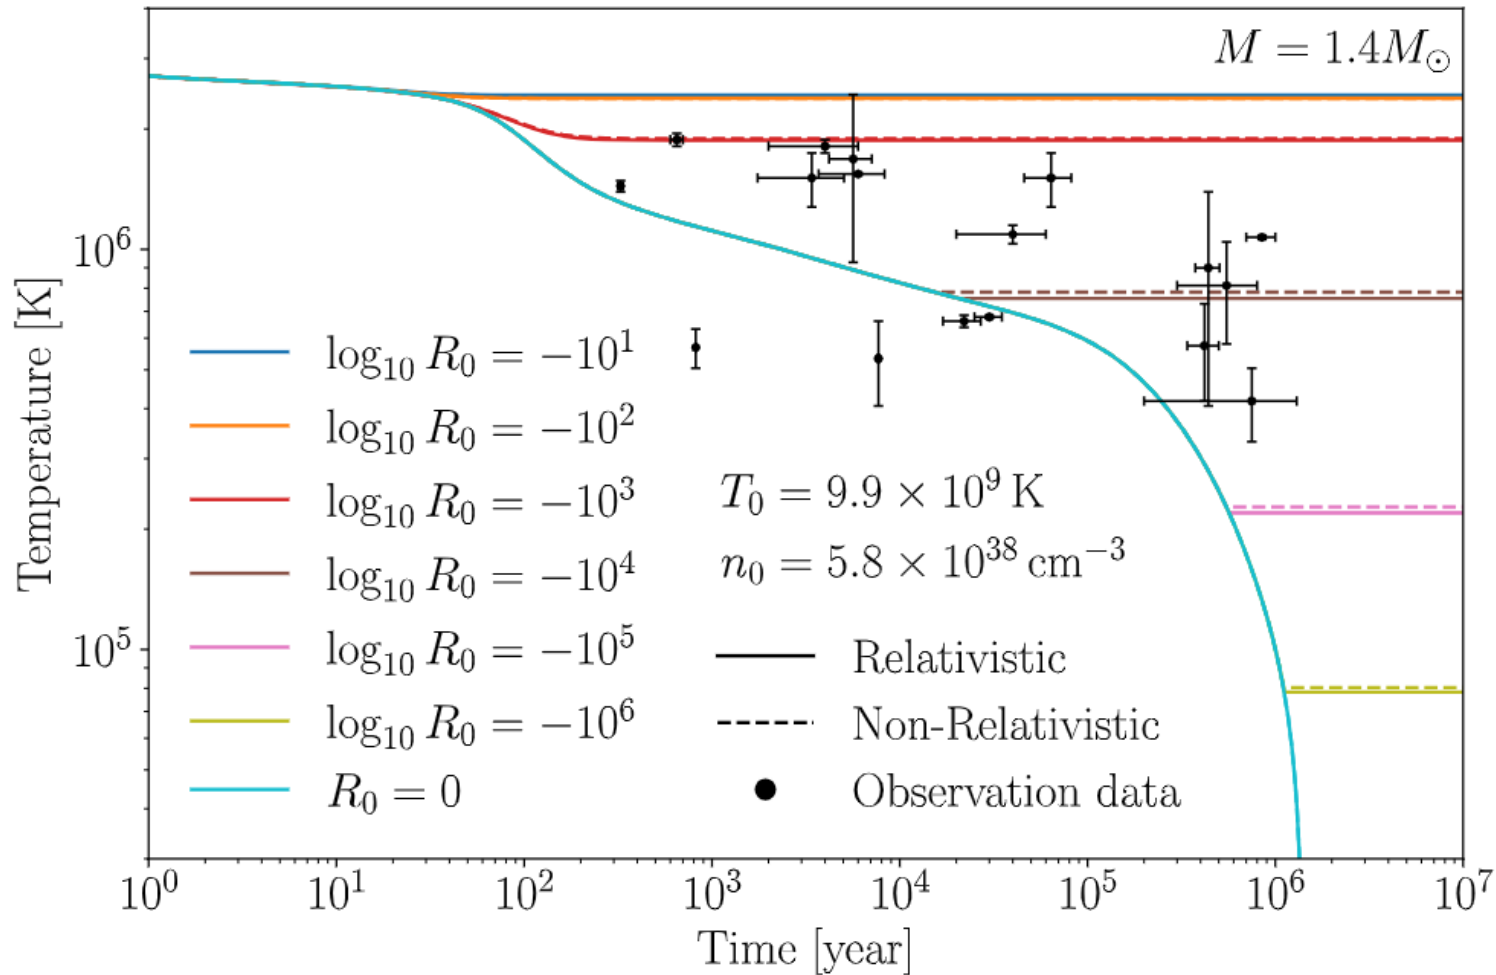 M = 1.4M⊙
10⁶
Temperature [K]
10⁵
log₁₀ R₀ = −10¹
log₁₀ R₀ = −10²
log₁₀ R₀ = −10³
log₁₀ R₀ = −10⁴
log₁₀ R₀ = −10⁵
log₁₀ R₀ = −10⁶
R₀ = 0
T₀ = 9.9 × 10⁹ K
n₀ = 5.8 × 10³⁸ cm⁻³
Relativistic
Non-Relativistic
Observation data
10⁰ 10¹ 10² 10³ 10⁴ 10⁵ 10⁶ 10⁷
Time [year]